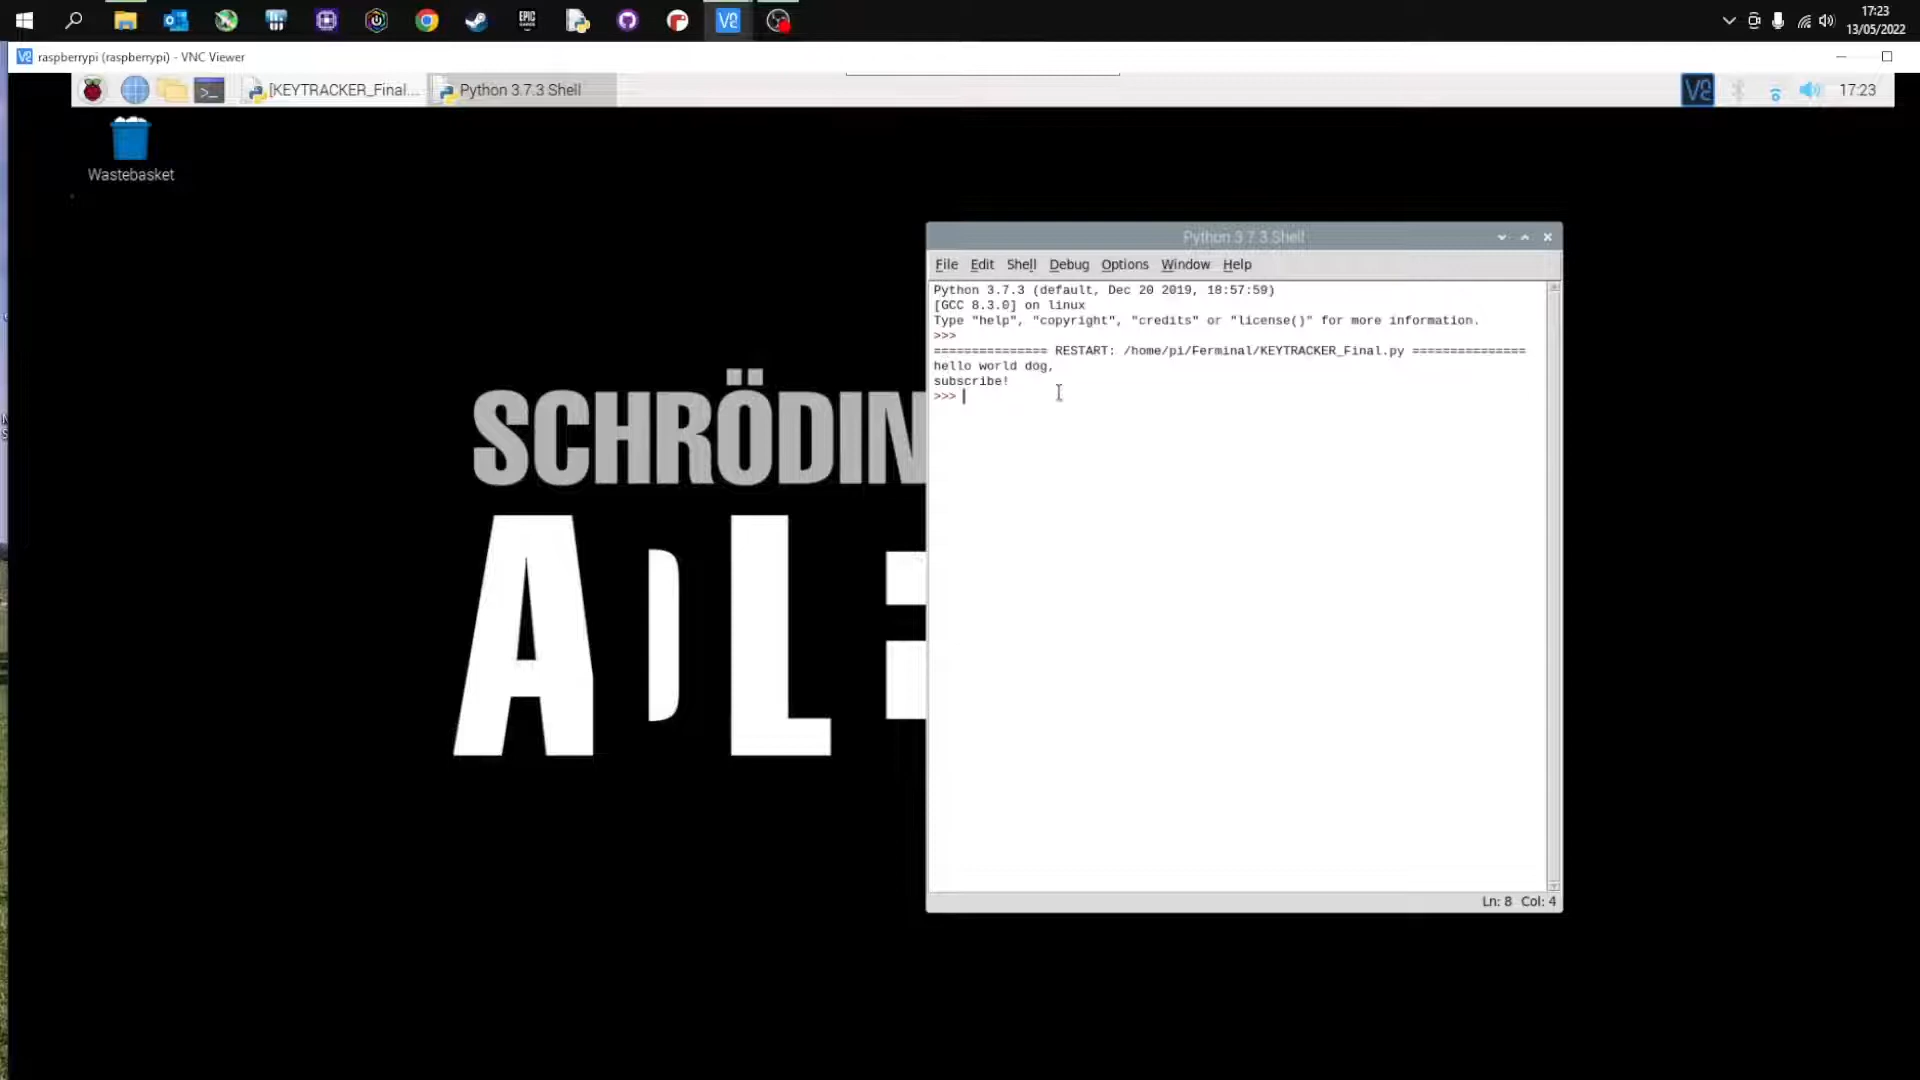 EPIC
GAMES
17:23
13/05/2022
raspberrypi (raspberrypi) - VNC Viewer
[KEYTRACKER_Final...
Python 3.7.3 Shell
17:23
Wastebasket
Python 3.7.3 Shell
File Edit Shell Debug Options Window Help
Python 3.7.3 (default, Dec 20 2019, 18:57:59)
[GCC 8.3.0] on linux
Type "help", "copyright", "credits" or "license()" for more information.
>>>
=============== RESTART: /home/pi/Ferminal/KEYTRACKER_Final.py ===============
hello world dog,
subscribe!
>>>
SCHRÖDIN
Ln: 8 Col: 4